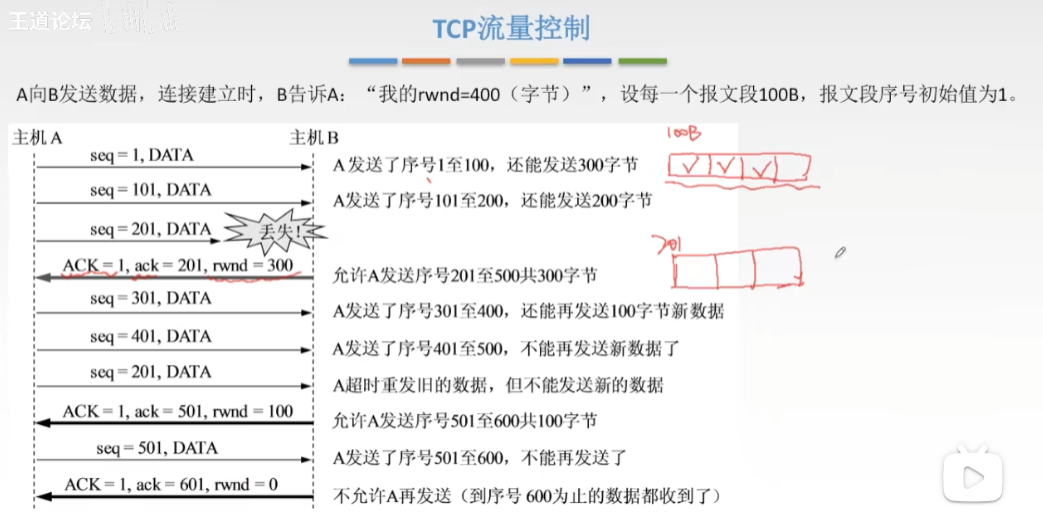 王道论坛
TCP流量控制
A向B发送数据，连接建立时，B告诉A：“我的rwnd=400（字节）”，设每一个报文段100B，报文段序号初始值为1。
主机A 主机B
100B
seq = 1, DATA A发送了序号1至100，还能发送300字节
seq = 101, DATA A发送了序号101至200，还能发送200字节
seq = 201, DATA 丢失!
201
ACK = 1, ack = 201, rwnd = 300 允许A发送序号201至500共300字节
seq = 301, DATA A发送了序号301至400，还能再发送100字节新数据
seq = 401, DATA A发送了序号401至500，不能再发送新数据了
seq = 201, DATA A超时重发旧的数据，但不能发送新的数据
ACK = 1, ack = 501, rwnd = 100 允许A发送序号501至600共100字节
seq = 501, DATA A发送了序号501至600，不能再发送了
ACK = 1, ack = 601, rwnd = 0 不允许A再发送（到序号 600为止的数据都收到了）